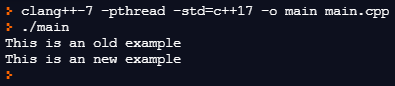 > clang++-7 -pthread -std=c++17 -o main main.cpp
> ./main
This is an old example
This is an new example
>